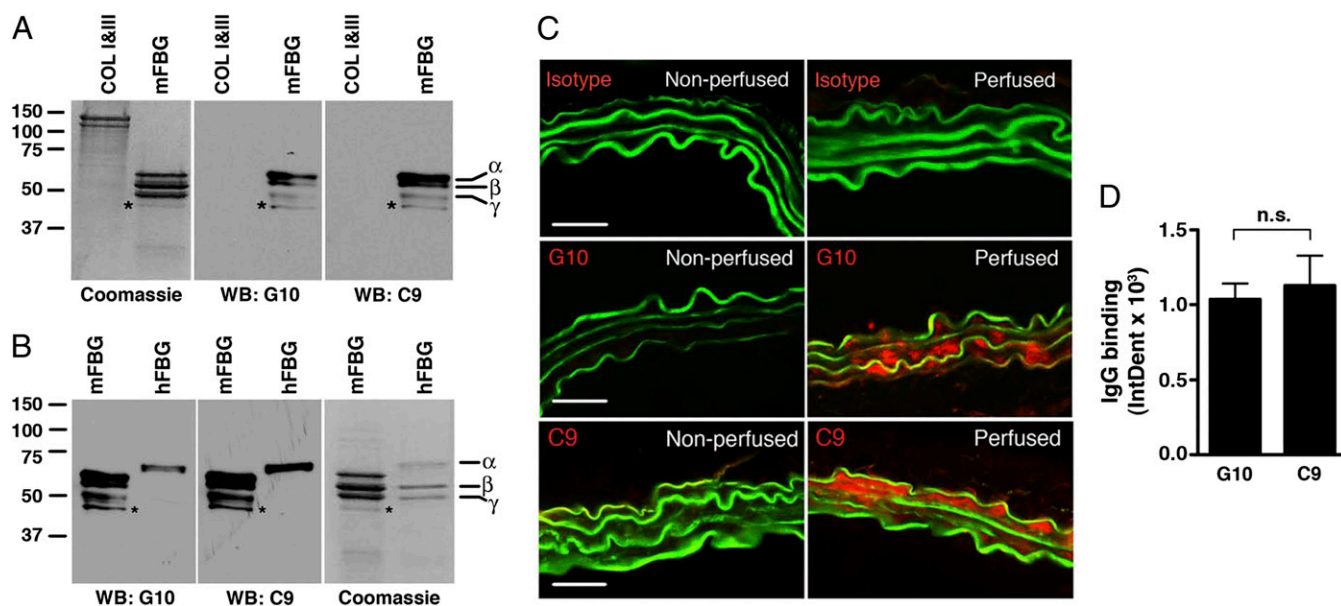 A
COL I&III
mFBG
COL I&III
mFBG
COL I&III
mFBG
150
100
75
50
37
*
*
*
α
β
γ
Coomassie
WB: G10
WB: C9
B
mFBG
hFBG
mFBG
hFBG
mFBG
hFBG
150
100
75
50
37
*
*
*
α
β
γ
WB: G10
WB: C9
Coomassie
C
Isotype
Non-perfused
Isotype
Perfused
G10
Non-perfused
G10
Perfused
C9
Non-perfused
C9
Perfused
D
n.s.
IgG binding
(IntDent x 10³)
1.5
1.0
0.5
0.0
G10
C9